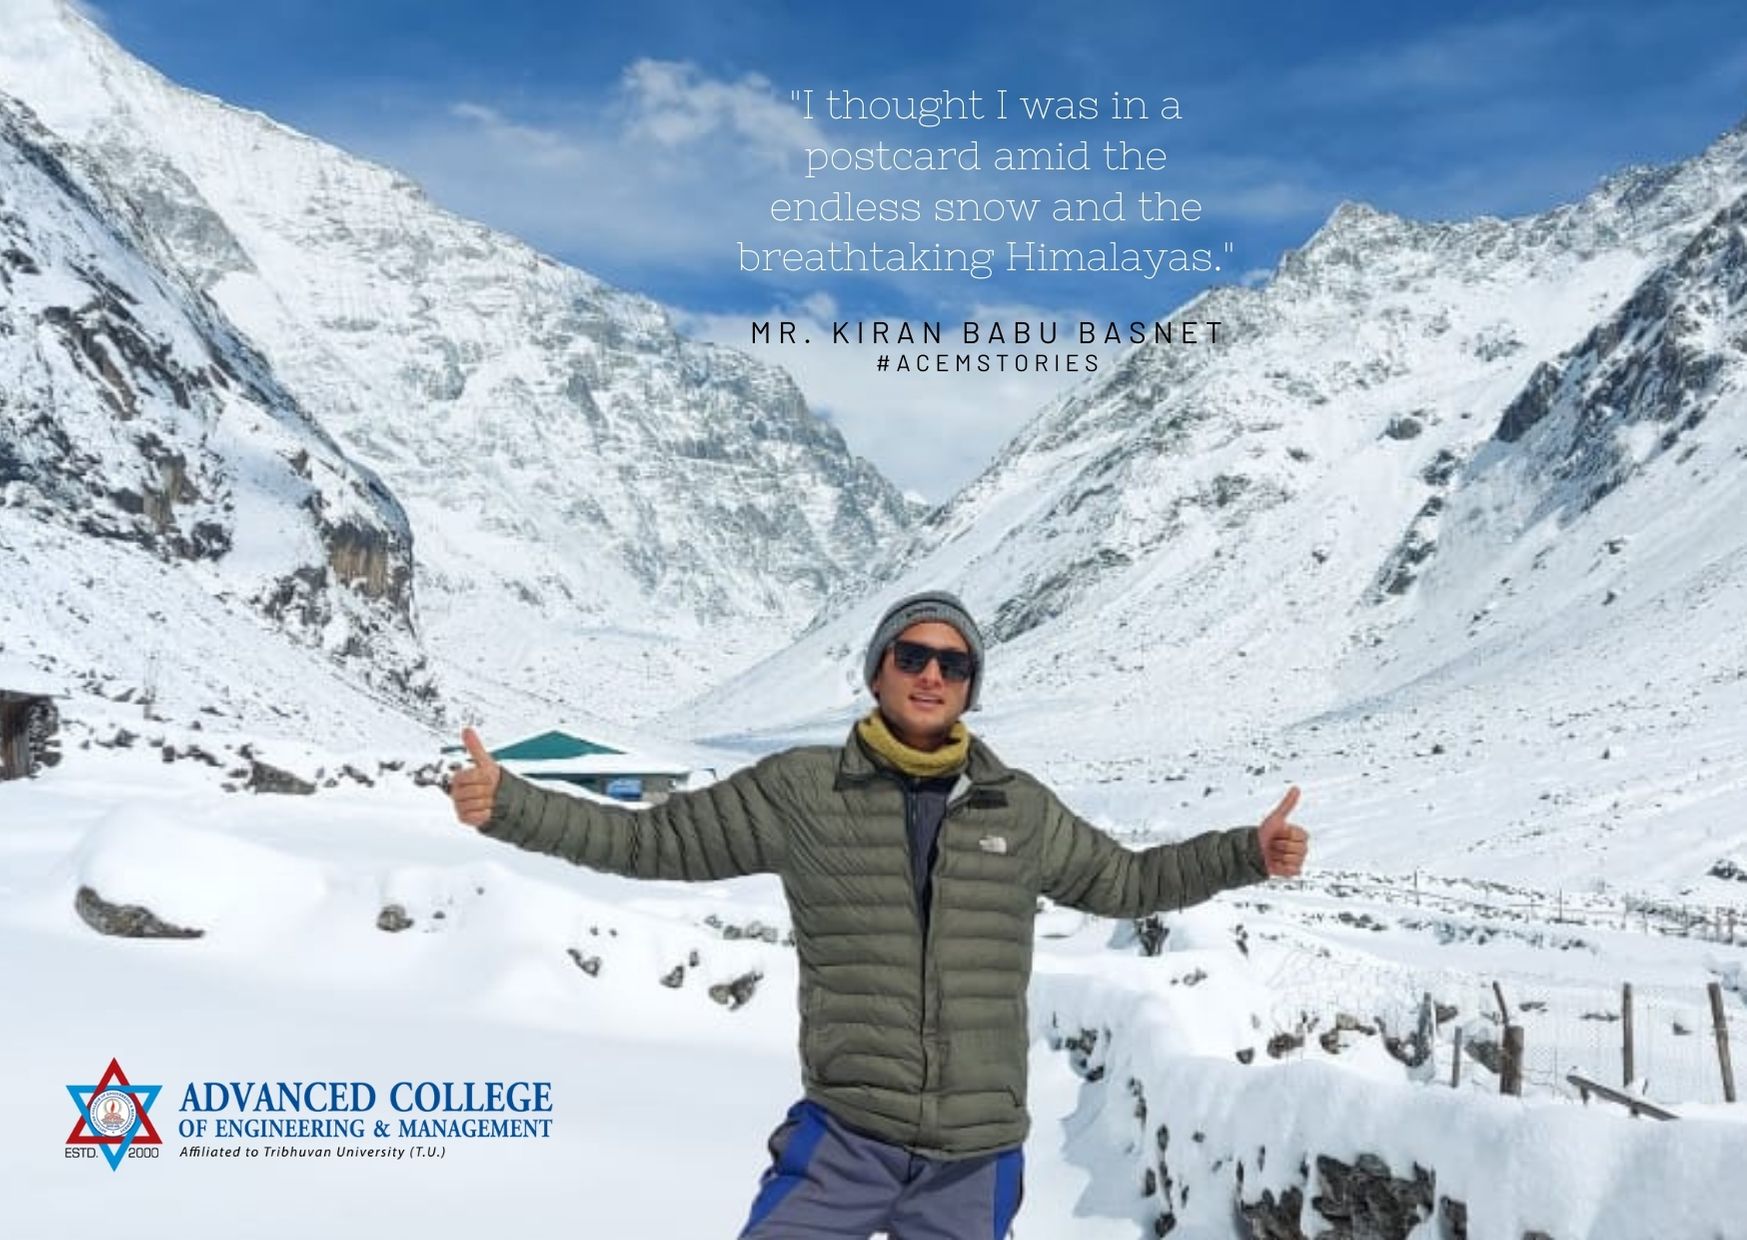 "I thought I was in a
postcard amid the
endless snow and the
breathtaking Himalayas."
MR. KIRAN BABU BASNET
#ACEMSTORIES
ADVANCED COLLEGE
OF ENGINEERING & MANAGEMENT
ESTD. 2000
Affiliated to Tribhuvan University (T.U.)